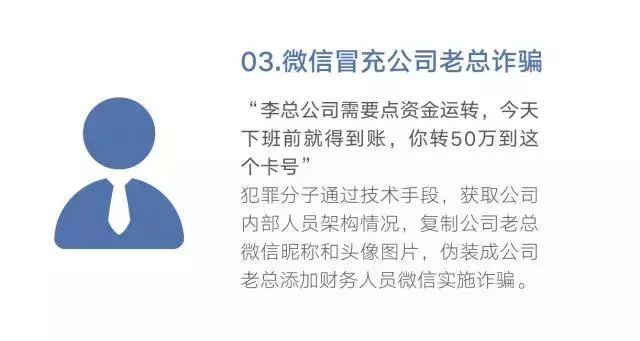 03.微信冒充公司老总诈骗
“李总公司需要点资金运转，今天
下班前就得到账，你转50万到这
个卡号”
犯罪分子通过技术手段，获取公司
内部人员架构情况，复制公司老总
微信昵称和头像图片，伪装成公司
老总添加财务人员微信实施诈骗。